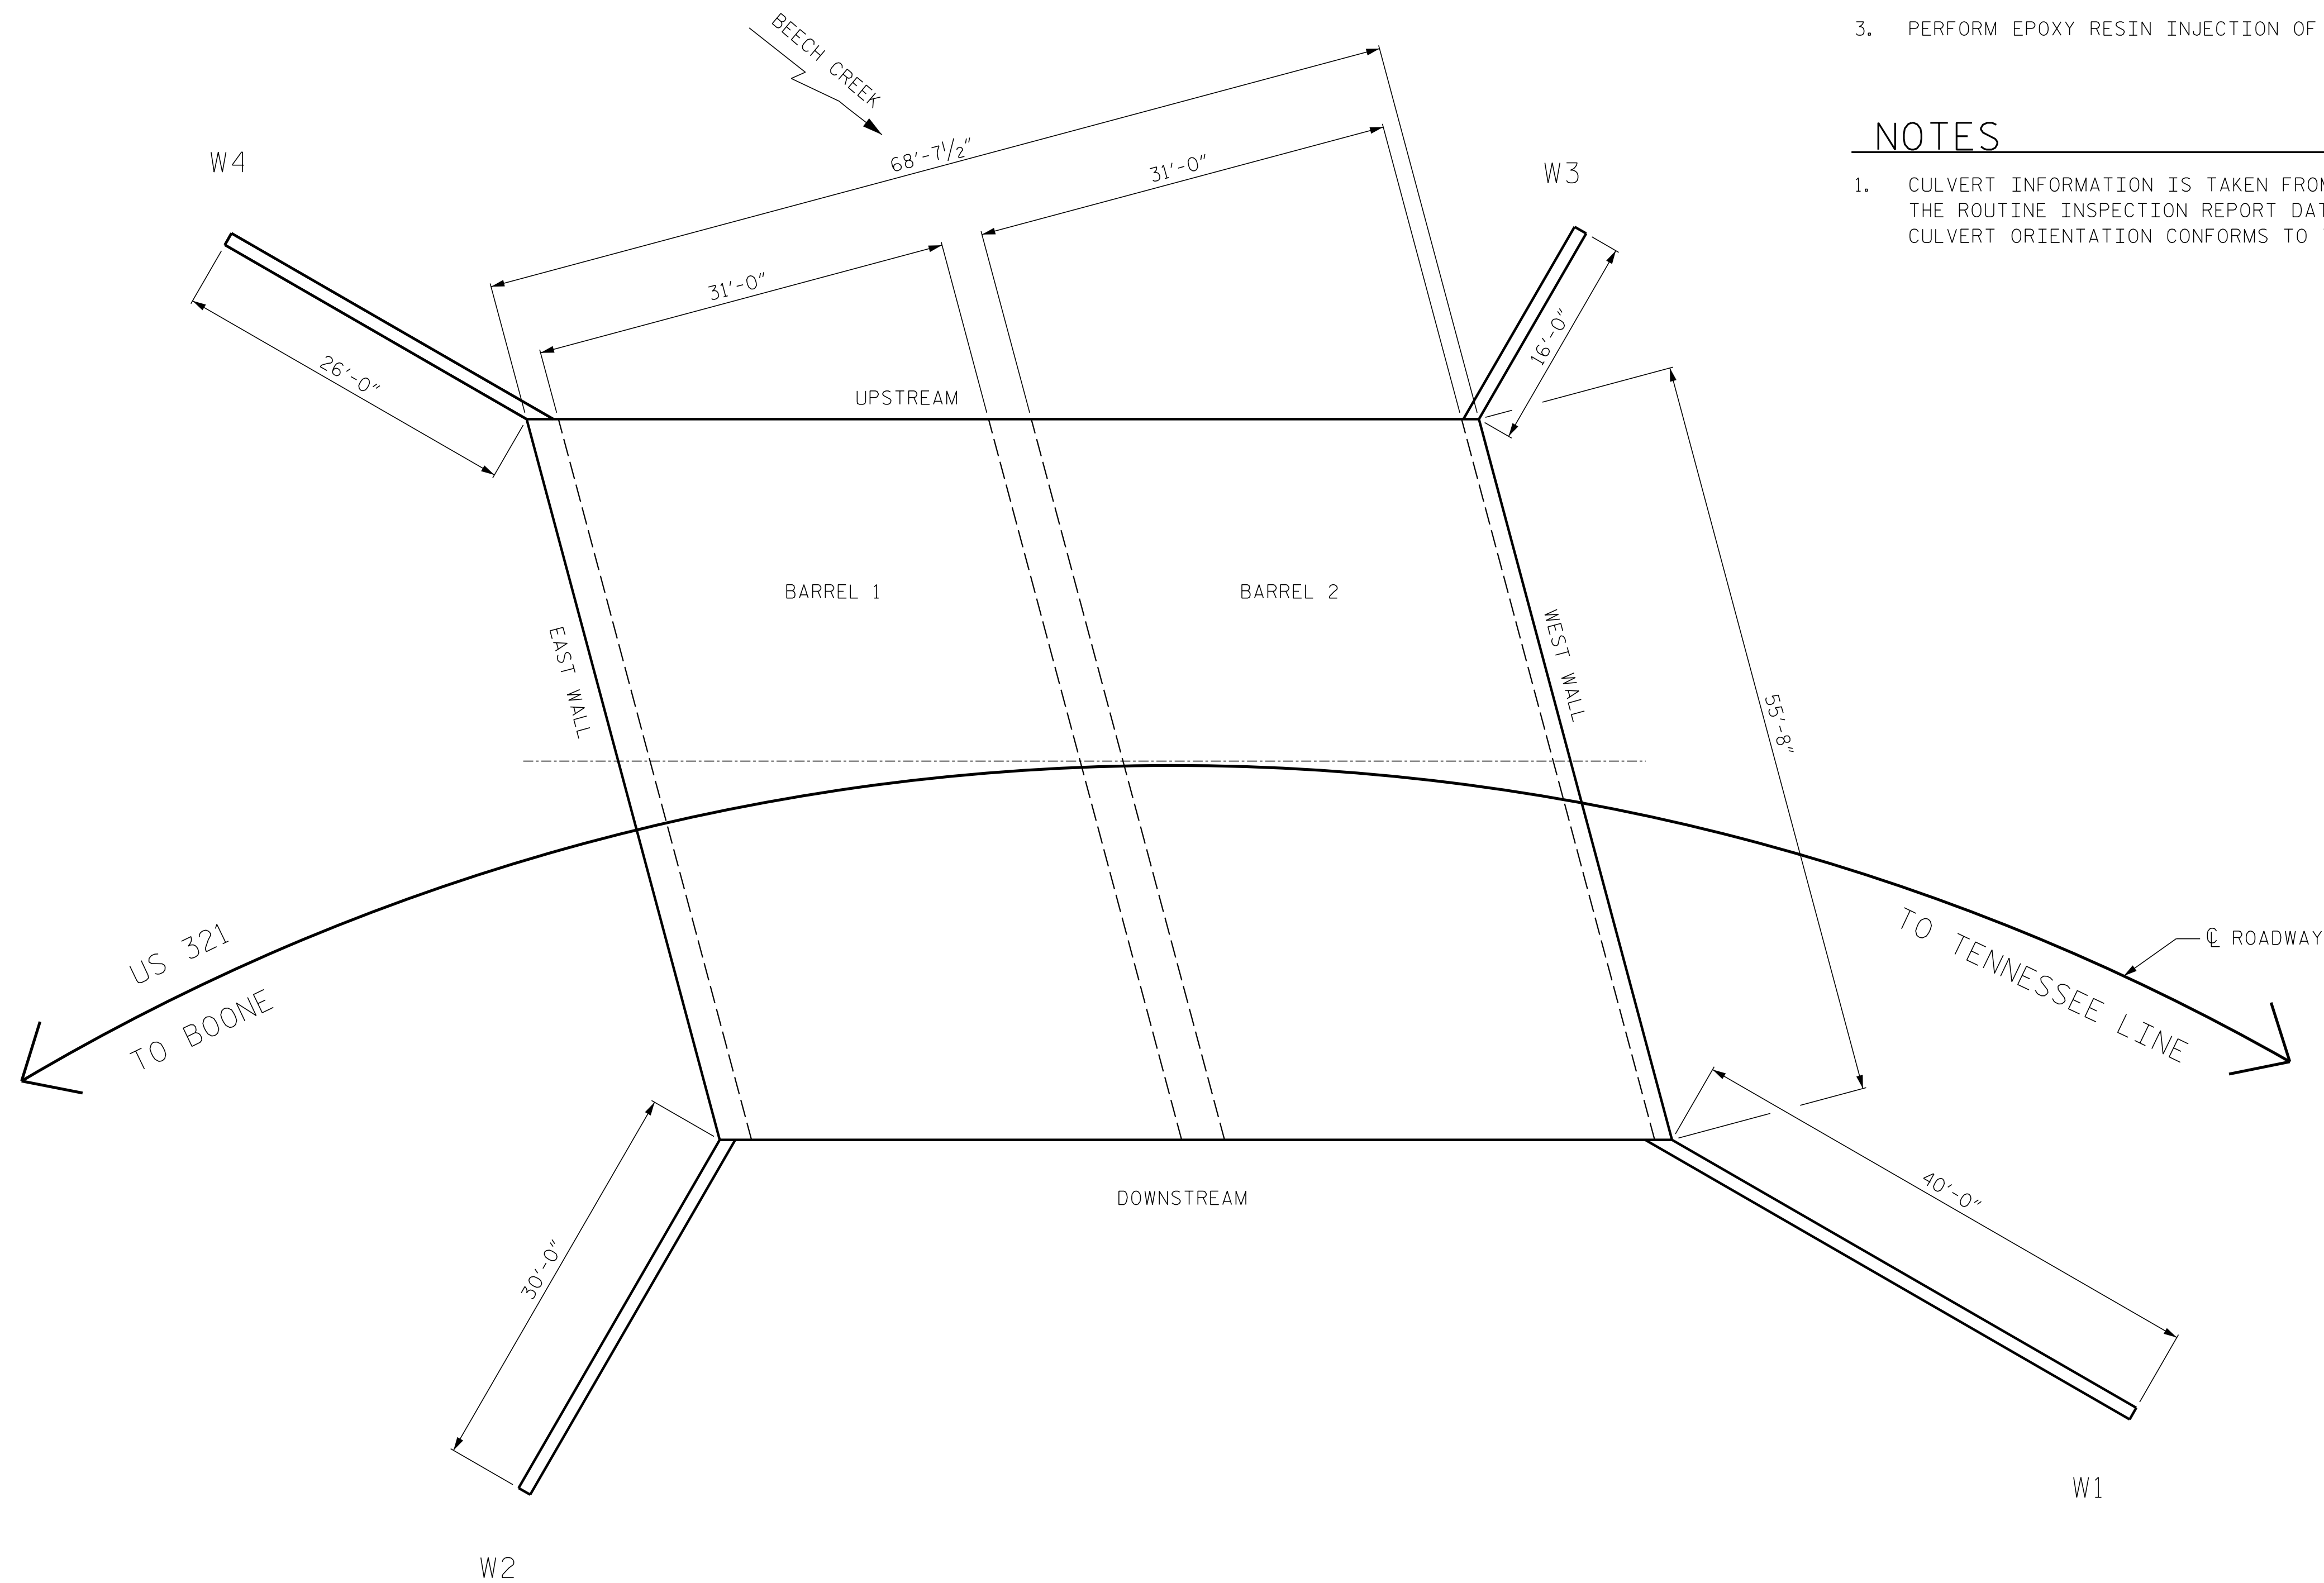 3. PERFORM EPOXY RESIN INJECTION OF
BEECH CREEK
NOTES
1. CULVERT INFORMATION IS TAKEN FROM
THE ROUTINE INSPECTION REPORT
CULVERT ORIENTATION CONFORMS TO
W4
68'-7½"
31'-0"
W3
31'-0"
26'-0"
16'-0"
UPSTREAM
BARREL 1
BARREL 2
EAST WALL
WEST WALL
55'-8"
US 321
TO BOONE
TO TENNESSEE LINE
℄ ROADWAY
DOWNSTREAM
40'-0"
30'-0"
W1
W2